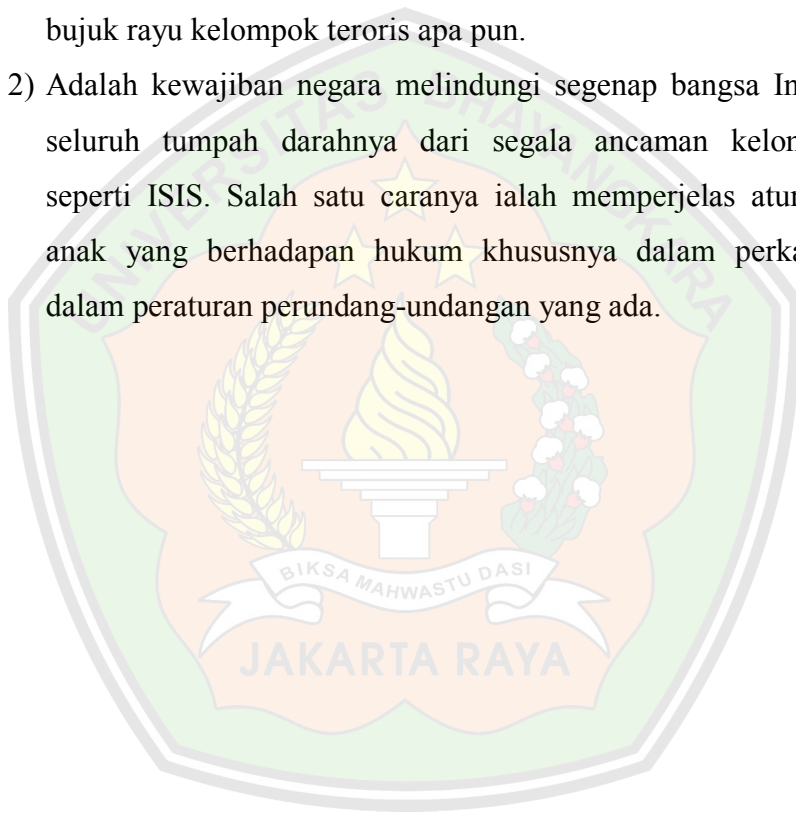 bujuk rayu kelompok teroris apa pun.
2) Adalah kewajiban negara melindungi segenap bangsa In
seluruh tumpah darahnya dari segala ancaman kelon
seperti ISIS. Salah satu caranya ialah memperjelas atur
anak yang berhadapan hukum khususnya dalam perka
dalam peraturan perundang-undangan yang ada.
UNIVERSITAS BHAYANGKARA
BIKSA MAHWASTU DASI
JAKARTA RAYA